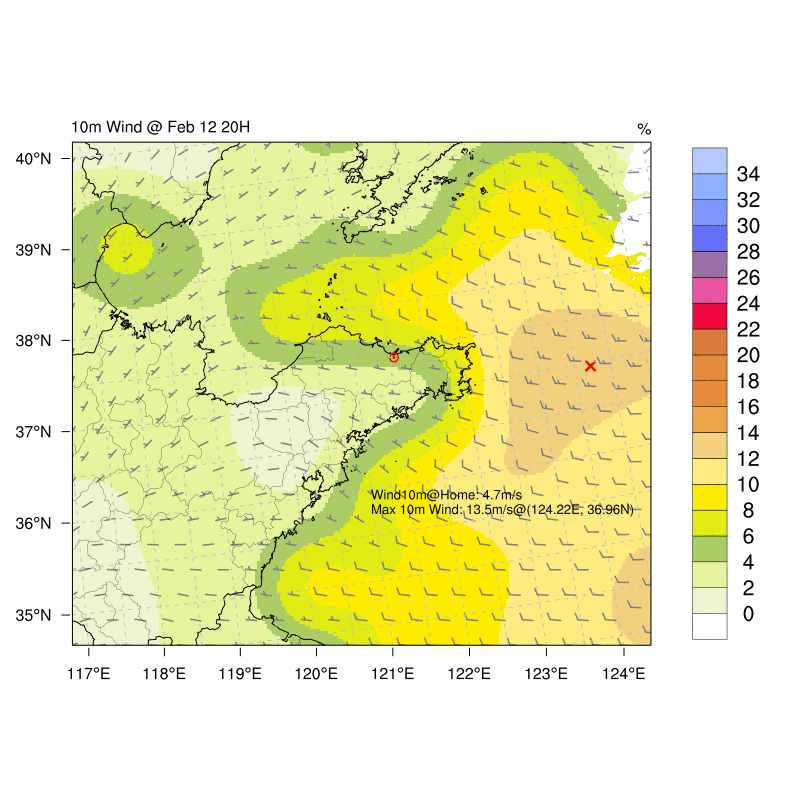 10m Wind @ Feb 12 20H
%
40°N
39°N
38°N
37°N
36°N
35°N
Wind10m@Home: 4.7m/s
Max 10m Wind: 13.5m/s@(124.22E, 36.96N)
117°E 118°E 119°E 120°E 121°E 122°E 123°E 124°E
34
32
30
28
26
24
22
20
18
16
14
12
10
8
6
4
2
0